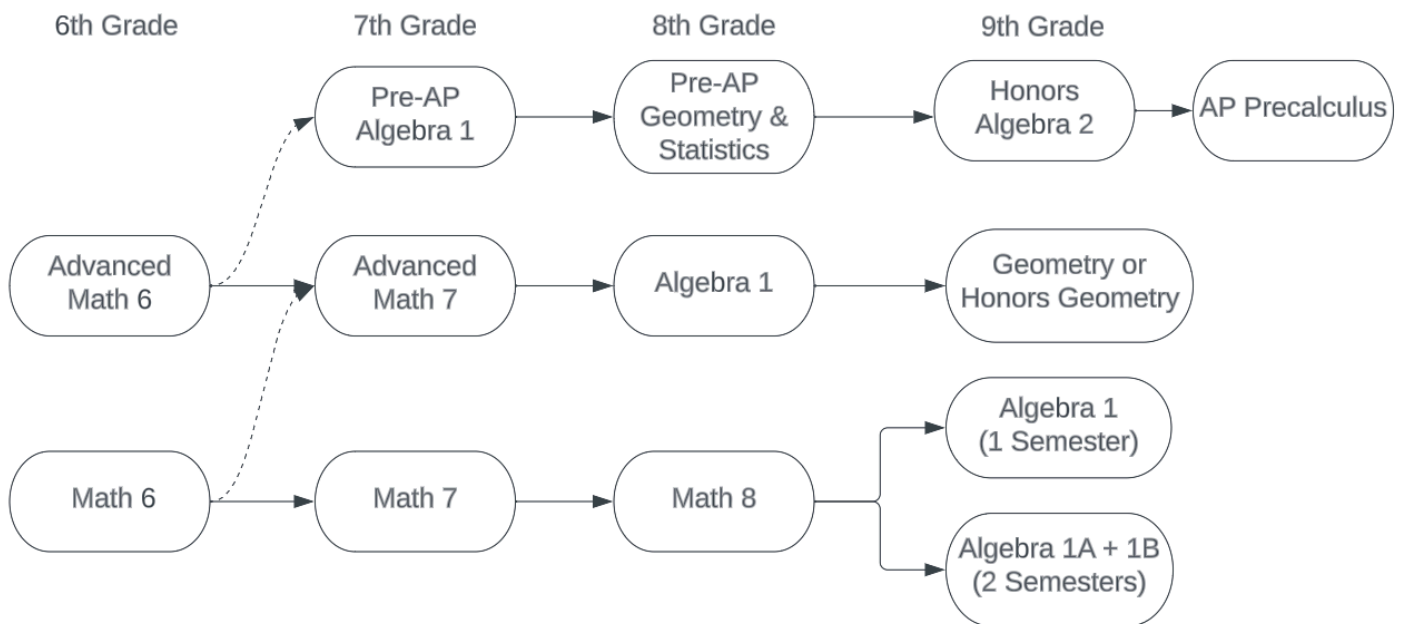 6th Grade
7th Grade
8th Grade
9th Grade
Pre-AP
Algebra 1
Pre-AP
Geometry &
Statistics
Honors
Algebra 2
AP Precalculus
Advanced
Math 6
Advanced
Math 7
Algebra 1
Geometry or
Honors Geometry
Math 6
Math 7
Math 8
Algebra 1
(1 Semester)
Algebra 1A + 1B
(2 Semesters)